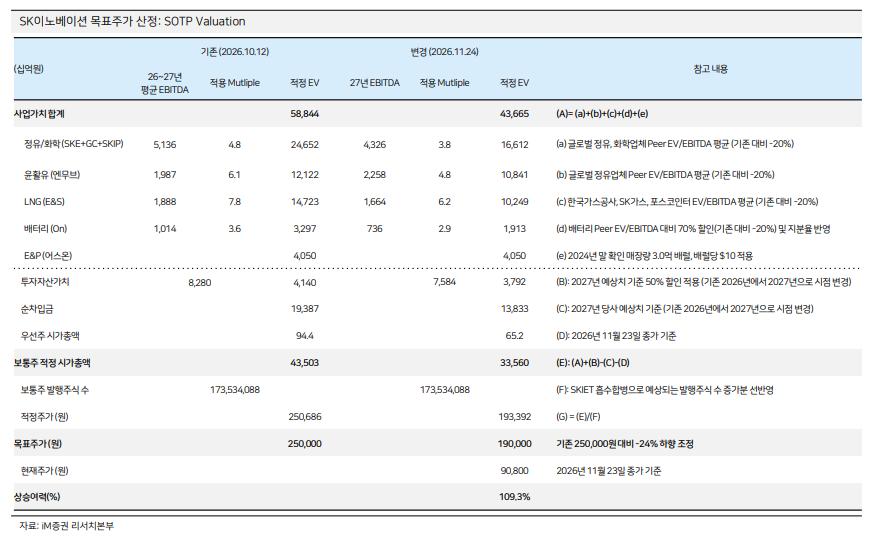 SK이노베이션 목표주가 산정: SOTP Valuation
(십억원) 기존 (2026.10.12) 변경 (2026.11.24) 참고 내용
26~27년 평균 EBITDA 적용 Mutliple 적정 EV 27년 EBITDA 적용 Mutliple 적정 EV
사업가치 합계 58,844 43,665 (A)= (a)+(b)+(c)+(d)+(e)
정유/화학 (SKE+GC+SKIP) 5,136 4.8 24,652 4,326 3.8 16,612 (a) 글로벌 정유, 화학업체 Peer EV/EBITDA 평균 (기존 대비 -20%)
윤활유 (엔무브) 1,987 6.1 12,122 2,258 4.8 10,841 (b) 글로벌 정유업체 Peer EV/EBITDA 평균 (기존 대비 -20%)
LNG (E&S) 1,888 7.8 14,723 1,664 6.2 10,249 (c) 한국가스공사, SK가스, 포스코인터 EV/EBITDA 평균 (기존 대비 -20%)
배터리 (On) 1,014 3.6 3,297 736 2.9 1,913 (d) 배터리 Peer EV/EBITDA 대비 70% 할인(기존 대비 -20%) 및 지분율 반영
E&P (어스온) 4,050 4,050 (e) 2024년 말 확인 매장량 3.0억 배럴, 배럴당 $10 적용
투자자산가치 8,280 4,140 7,584 3,792 (B): 2027년 예상치 기준 50% 할인 적용 (기존 2026년에서 2027년으로 시점 변경)
순차입금 19,387 13,833 (C): 2027년 당사 예상치 기준 (기존 2026년에서 2027년으로 시점 변경)
우선주 시가총액 94.4 65.2 (D): 2026년 11월 23일 종가 기준
보통주 적정 시가총액 43,503 33,560 (E): (A)+(B)-(C)-(D)
보통주 발행주식 수 173,534,088 173,534,088 (F): SKIET 흡수합병으로 예상되는 발행주식 수 증가분 선반영
적정주가 (원) 250,686 193,392 (G) = (E)/(F)
목표주가 (원) 250,000 190,000 기존 250,000원 대비 -24% 하향 조정
현재주가 (원) 90,800 2026년 11월 23일 종가 기준
상승여력(%) 109.3%
자료: iM증권 리서치본부